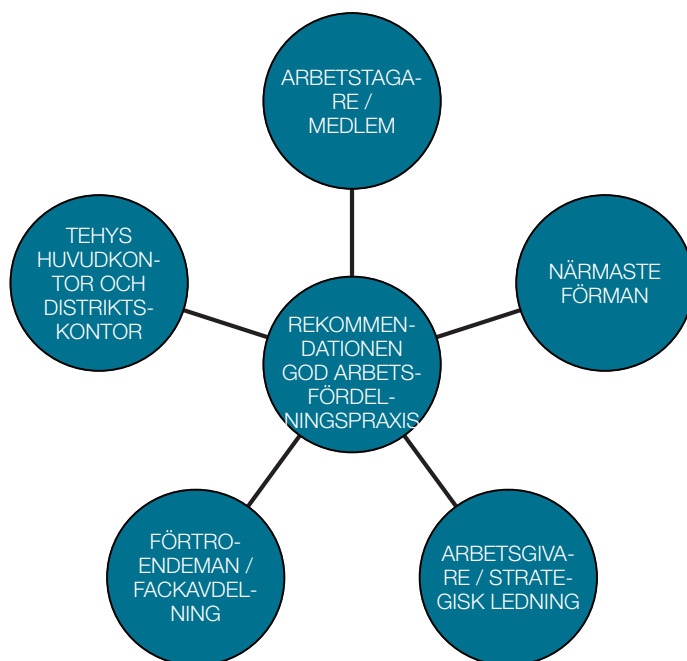 ARBETSTAGA-
RE /
MEDLEM
TEHYS
HUVUDKON-
TOR OCH
DISTRIKTS-
KONTOR
NÄRMASTE
FÖRMAN
REKOMMEN-
DATIONEN
GOD ARBETS-
FÖRDEL-
NINGSPRAXIS
FÖRTRO-
ENDEMAN /
FACKAVDEL-
NING
ARBETSGIVA-
RE / STRATE-
GISK LEDNING